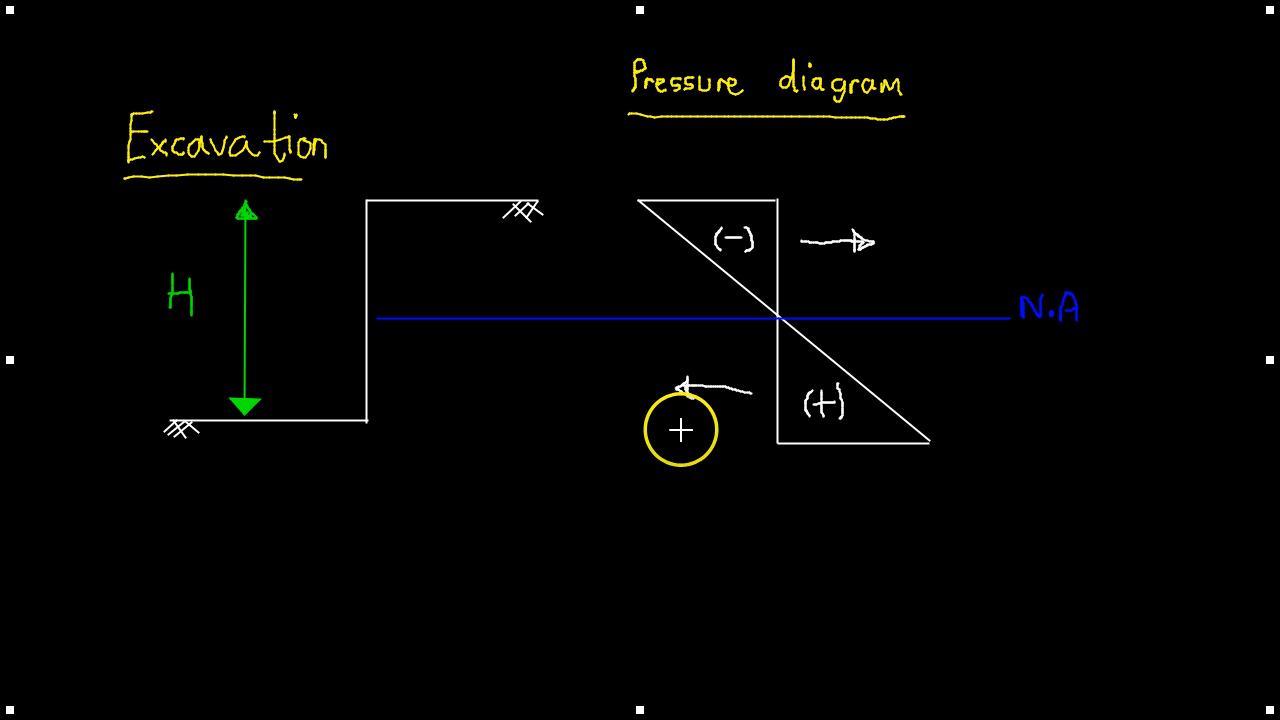 Pressure diagram
Excavation
(-)
H
N.A
(+)